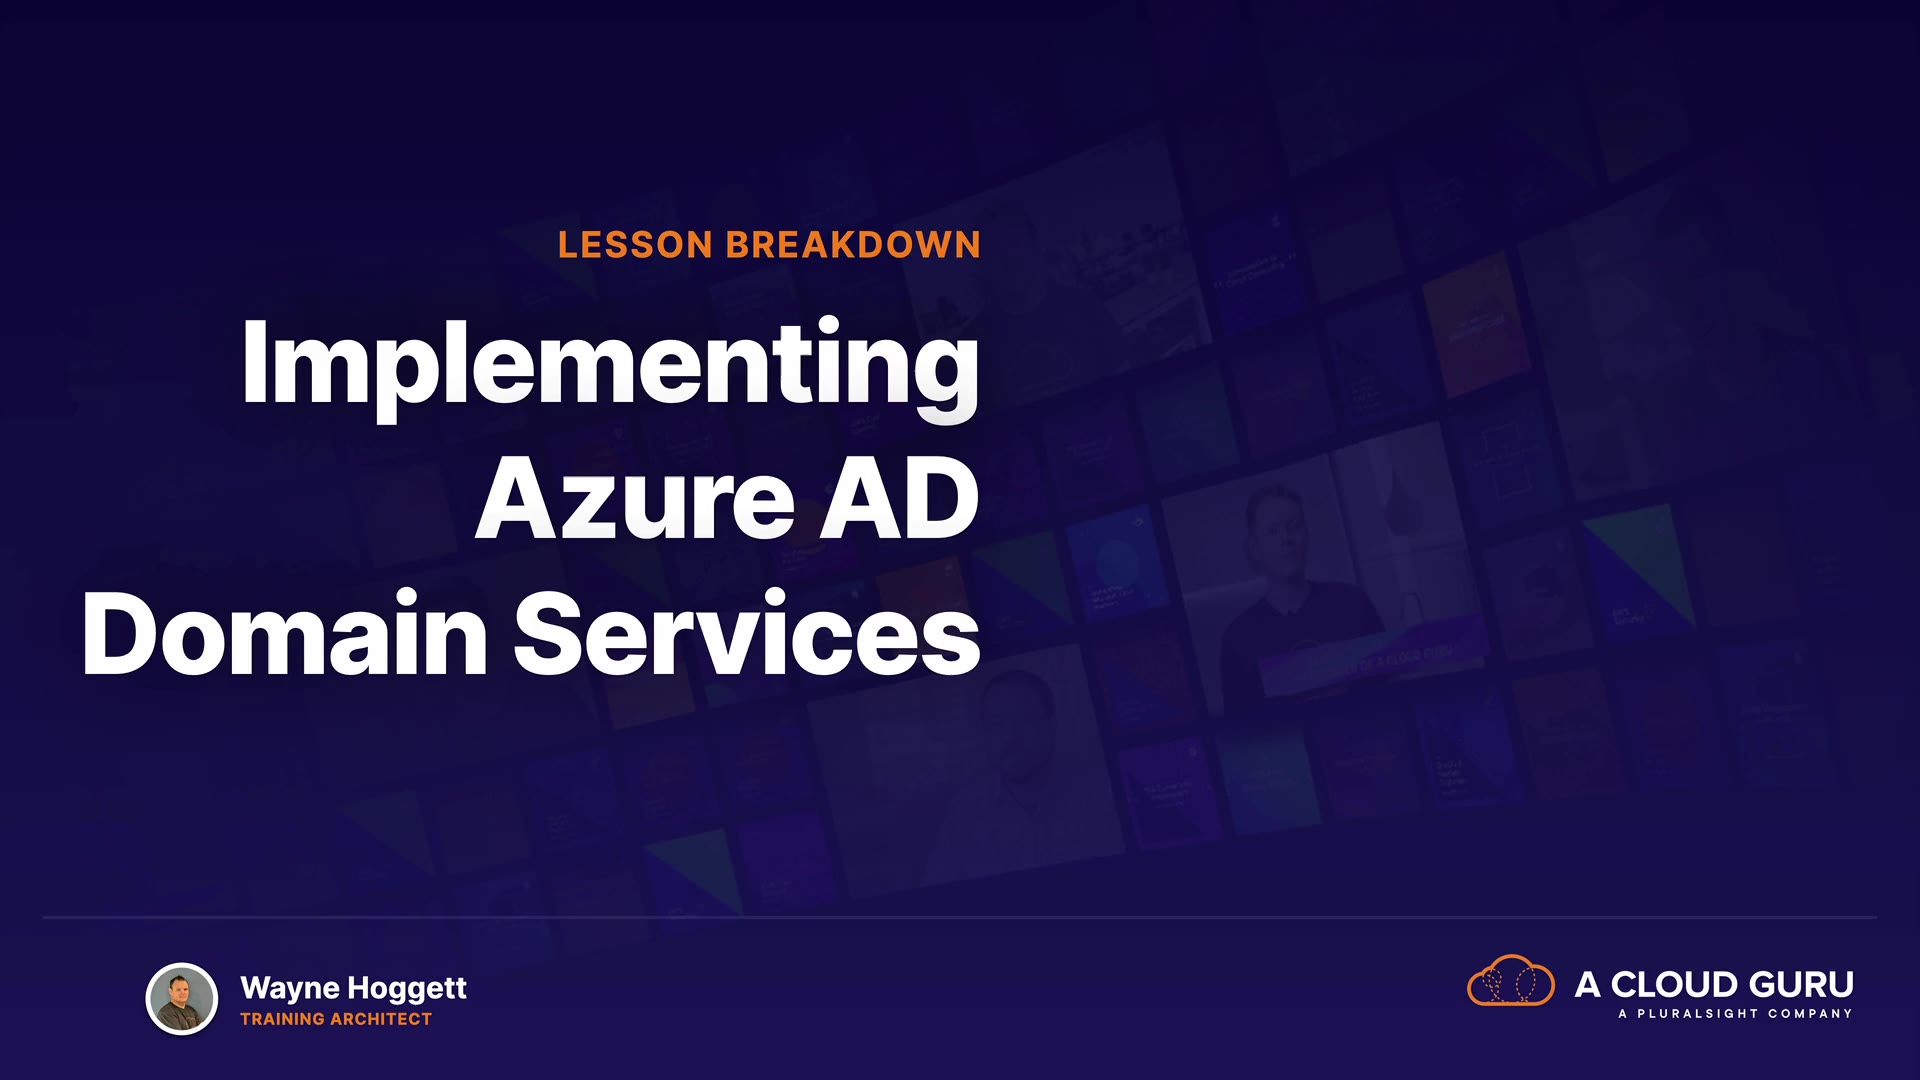 LESSON BREAKDOWN
Implementing
Azure AD
Domain Services
Wayne Hoggett
TRAINING ARCHITECT
A CLOUD GURU
A PLURALSIGHT COMPANY